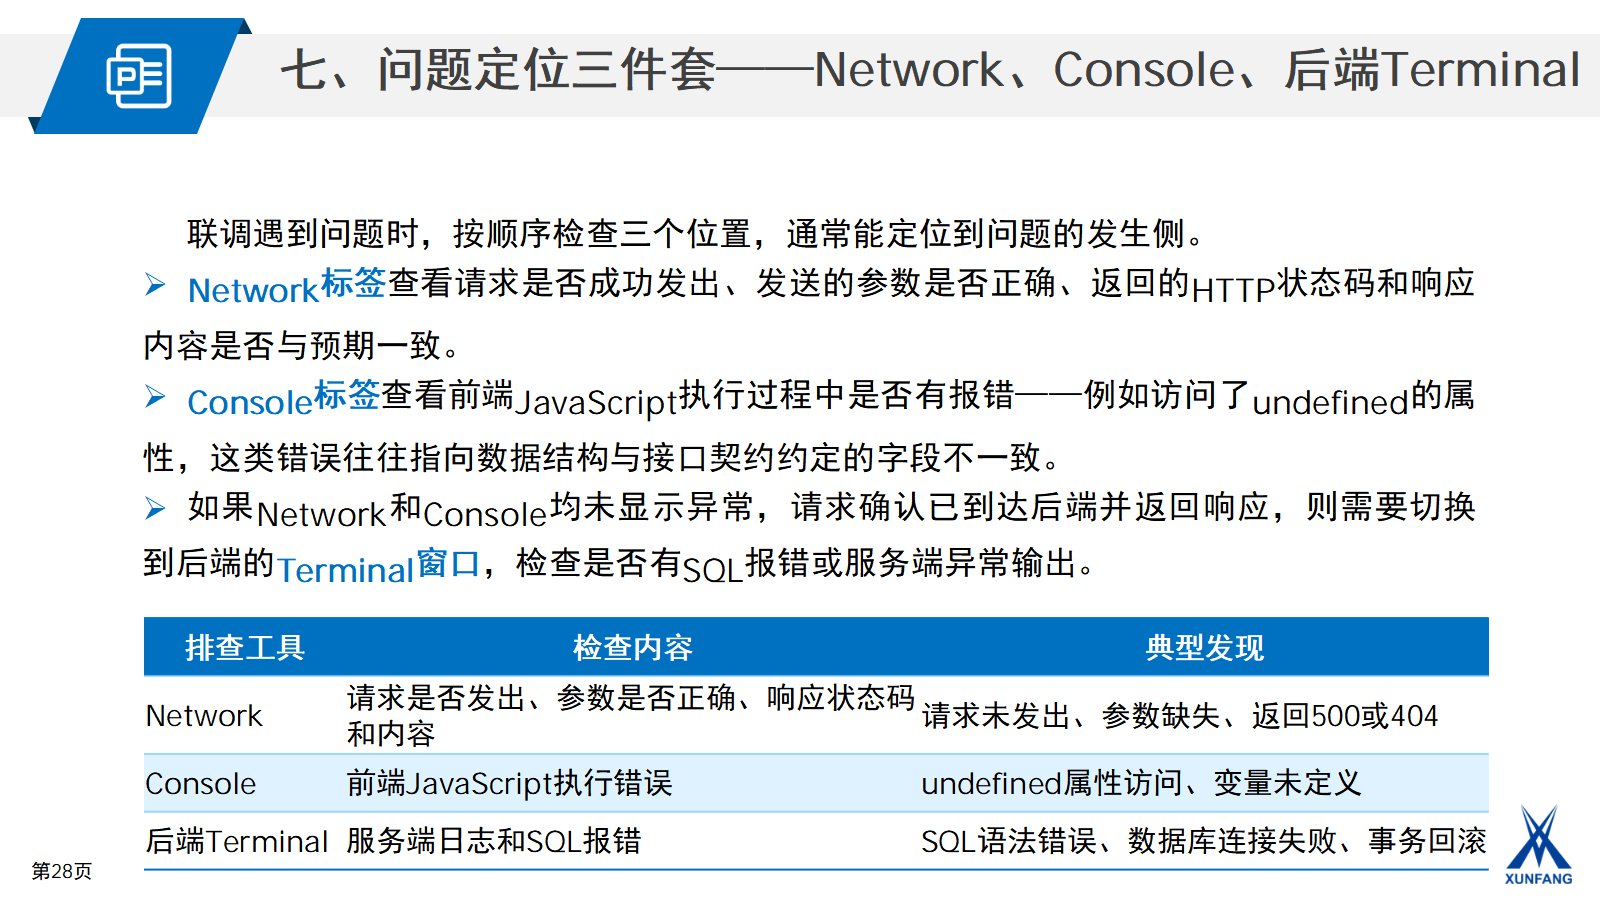 七、问题定位三件套——Network、Console、后端Terminal
联调遇到问题时，按顺序检查三个位置，通常能定位到问题的发生侧。
➢ Network标签查看请求是否成功发出、发送的参数是否正确、返回的HTTP状态码和响应
内容是否与预期一致。
➢ Console标签查看前端JavaScript执行过程中是否有报错——例如访问了undefined的属
性，这类错误往往指向数据结构与接口契约约定的字段不一致。
➢ 如果Network和Console均未显示异常，请求确认已到达后端并返回响应，则需要切换
到后端的Terminal窗口，检查是否有SQL报错或服务端异常输出。
排查工具 检查内容 典型发现
Network 请求是否发出、参数是否正确、响应状态码
和内容 请求未发出、参数缺失、返回500或404
Console 前端JavaScript执行错误 undefined属性访问、变量未定义
后端Terminal 服务端日志和SQL报错 SQL语法错误、数据库连接失败、事务回滚
第28页
XUNFANG